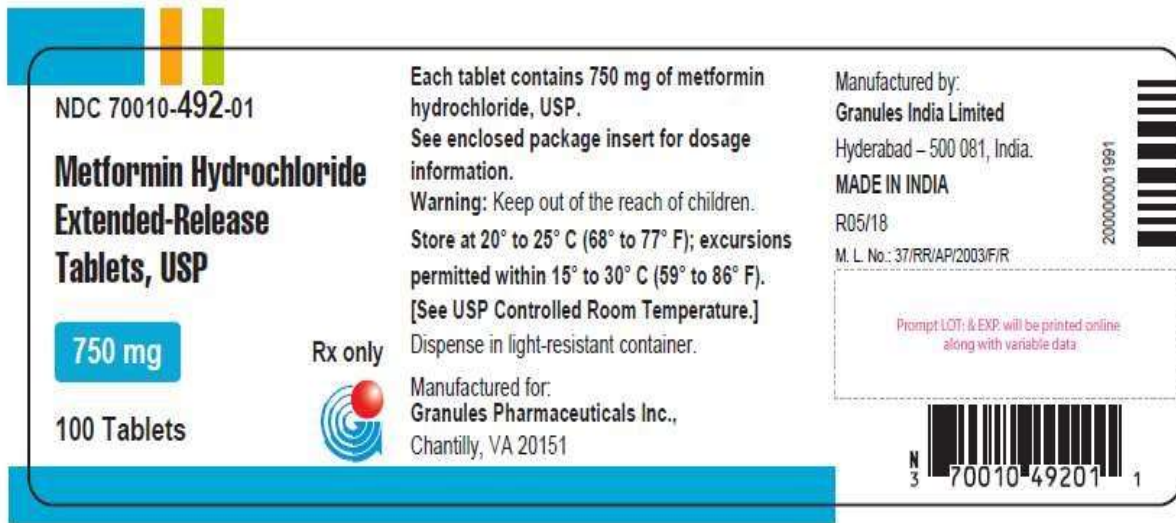 NDC 70010-492-01
Metformin Hydrochloride
Extended-Release
Tablets, USP
750 mg
Rx only
100 Tablets
Each tablet contains 750 mg of metformin
hydrochloride, USP.
See enclosed package insert for dosage
information.
Warning: Keep out of the reach of children.
Store at 20° to 25° C (68° to 77° F); excursions
permitted within 15° to 30° C (59° to 86° F).
[See USP Controlled Room Temperature.]
Dispense in light-resistant container.
Manufactured for:
Granules Pharmaceuticals Inc.,
Chantilly, VA 20151
Manufactured by:
Granules India Limited
Hyderabad – 500 081, India.
MADE IN INDIA
R05/18
M. L. No.: 37/RR/AP/2003/F/R
2000000001991
Prompt LOT: & EXP. will be printed online
along with variable data
N
3 70010 49201 1